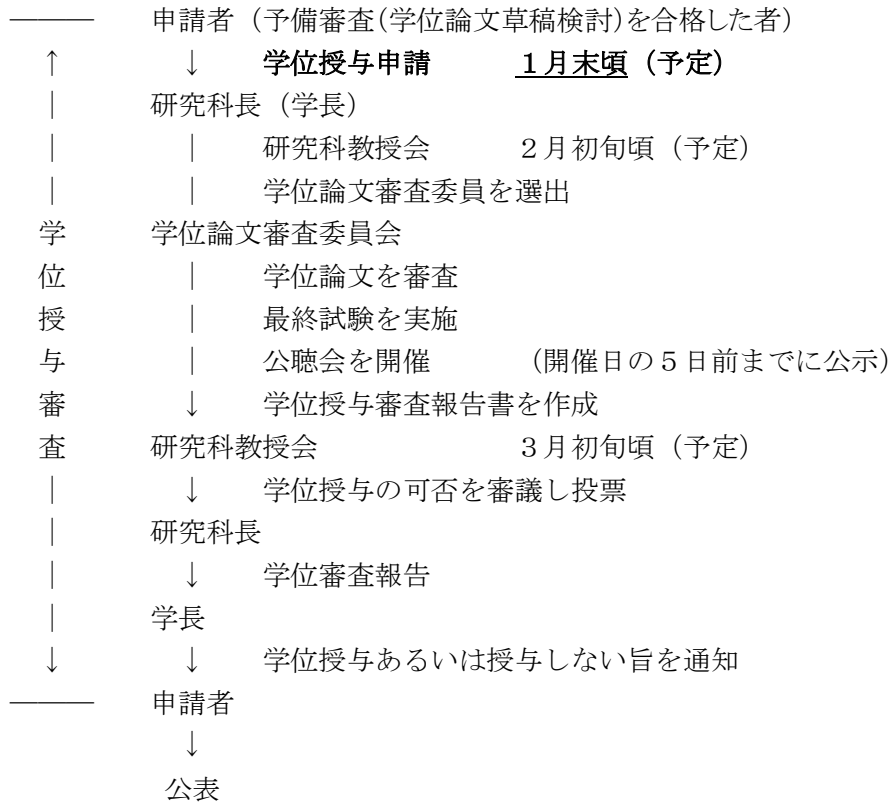 ――― 申請者（予備審査(学位論文草稿検討)を合格した者）
↑ ↓ 学位授与申請 １月末頃（予定）
｜ 研究科長（学長）
｜ ｜ 研究科教授会 ２月初旬頃（予定）
｜ ｜ 学位論文審査委員を選出
学 学位論文審査委員会
位 ｜ 学位論文を審査
授 ｜ 最終試験を実施
与 ｜ 公聴会を開催 （開催日の５日前までに公示）
審 ↓ 学位授与審査報告書を作成
査 研究科教授会 ３月初旬頃（予定）
｜ ↓ 学位授与の可否を審議し投票
｜ 研究科長
｜ ↓ 学位審査報告
｜ 学長
↓ ↓ 学位授与あるいは授与しない旨を通知
――― 申請者
↓
公表